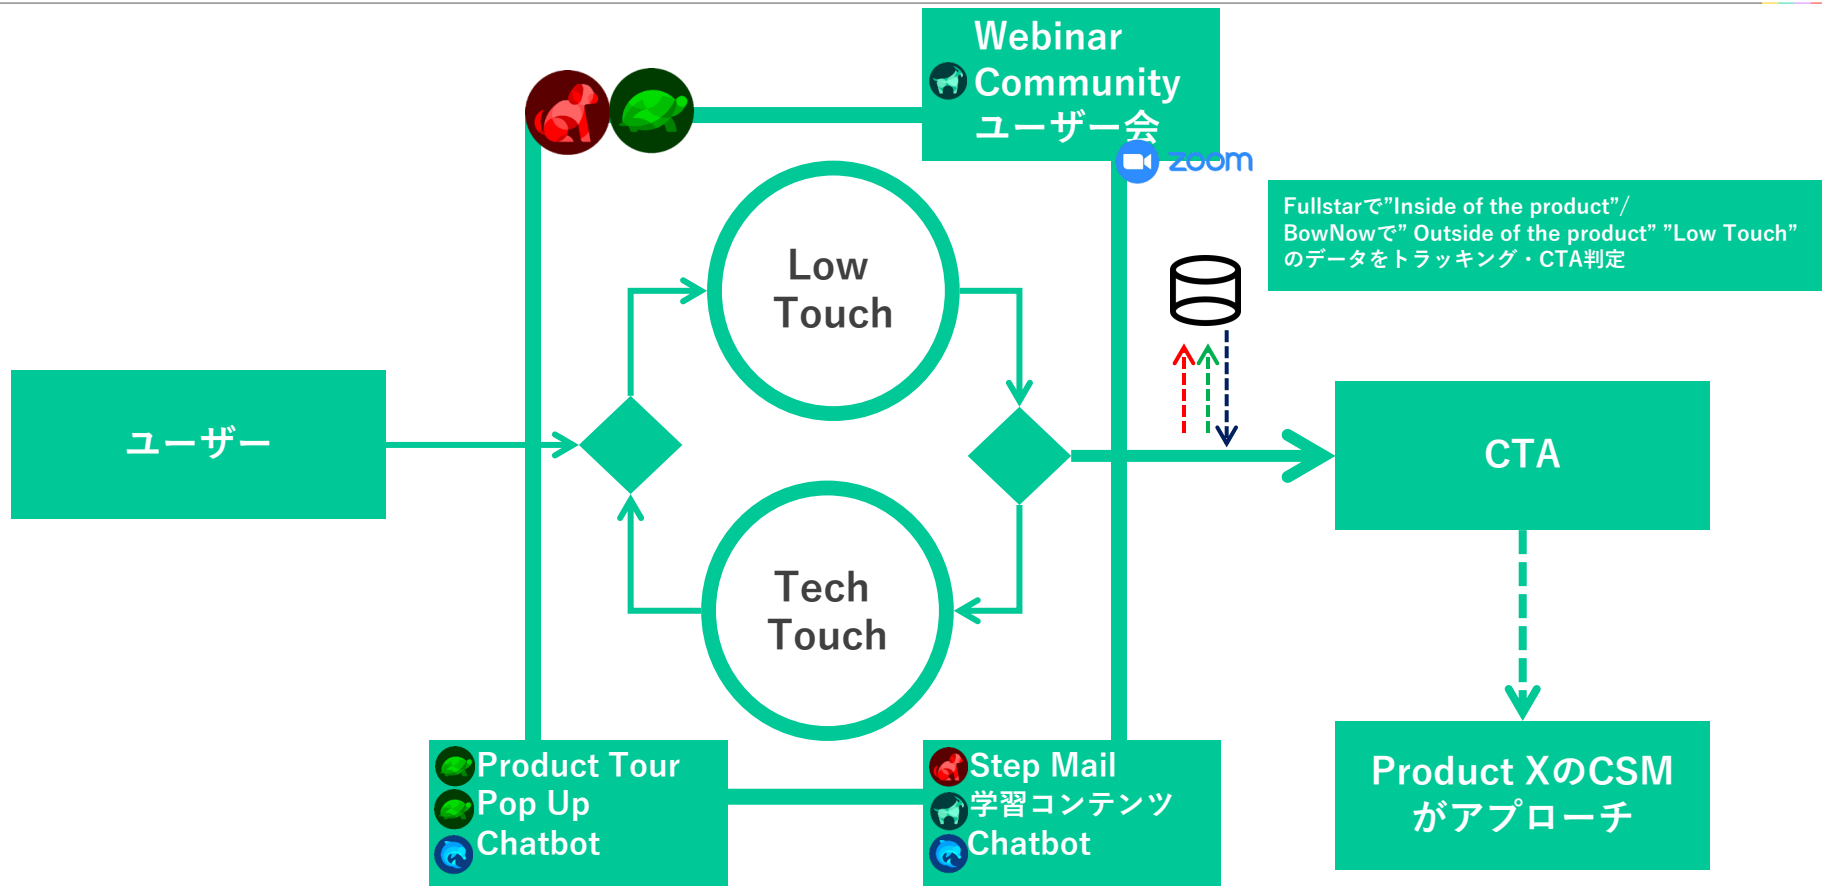 Webinar
Community
ユーザー会
zoom
Fullstarで”Inside of the product”/
BowNowで” Outside of the product” ”Low Touch”
のデータをトラッキング・CTA判定
Low
Touch
ユーザー
CTA
Tech
Touch
Product Tour
Pop Up
Chatbot
Step Mail
学習コンテンツ
Chatbot
Product XのCSM
がアプローチ